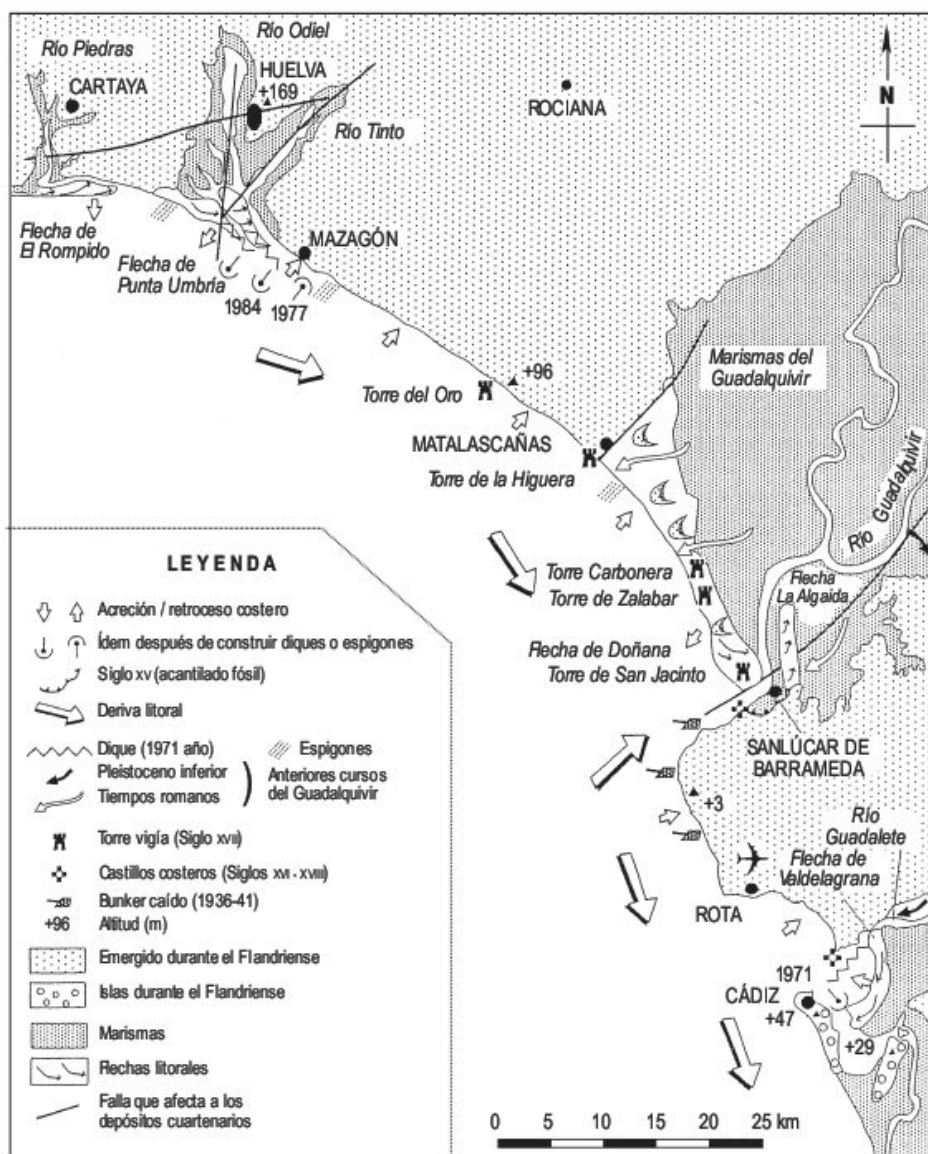 Río Piedras
CARTAYA
Río Odiel
HUELVA
+169
Río Tinto
ROCIANA
N
Flecha de
El Rompido
Flecha de
Punta Umbría
1984
1977
MAZAGÓN
Torre del Oro
+96
MATALASCAÑAS
Torre de la Higuera
Marismas del
Guadalquivir
Río Guadalquivir
Torre Carbonera
Torre de Zalabar
Flecha
La Algaida
Flecha de Doñana
Torre de San Jacinto
SANLÚCAR DE
BARRAMEDA
+3
Río
Guadalete
Flecha de
Valdelagrana
ROTA
1971
CÁDIZ
+47
+29
0 5 10 15 20 25 km
LEYENDA
Acreción / retroceso costero
Ídem después de construir diques o espigones
Siglo XV (acantilado fósil)
Deriva litoral
Dique (1971 año)
Espigones
Pleistoceno inferior
Tiempos romanos
Anteriores cursos
del Guadalquivir
Torre vigía (Siglo XVIII)
Castillos costeros (Siglos XVI - XVIII)
Bunker caído (1936-41)
+96 Altitud (m)
Emergido durante el Flandriense
Islas durante el Flandriense
Marismas
Flechas litorales
Falla que afecta a los
depósitos cuartenarios